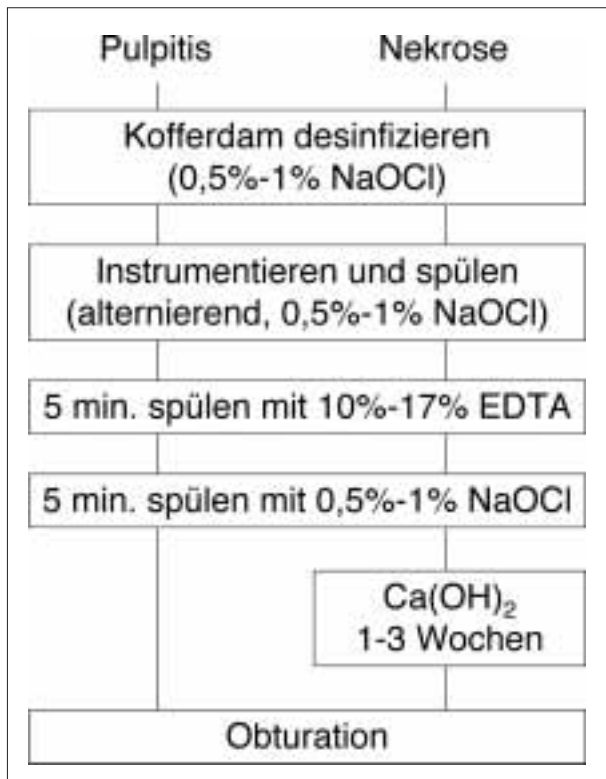 Pulpitis Nekrose
Kofferdam desinfizieren
(0,5%-1% NaOCl)
Instrumentieren und spülen
(alternierend, 0,5%-1% NaOCl)
5 min. spülen mit 10%-17% EDTA
5 min. spülen mit 0,5%-1% NaOCl
Ca(OH)₂
1-3 Wochen
Obturation